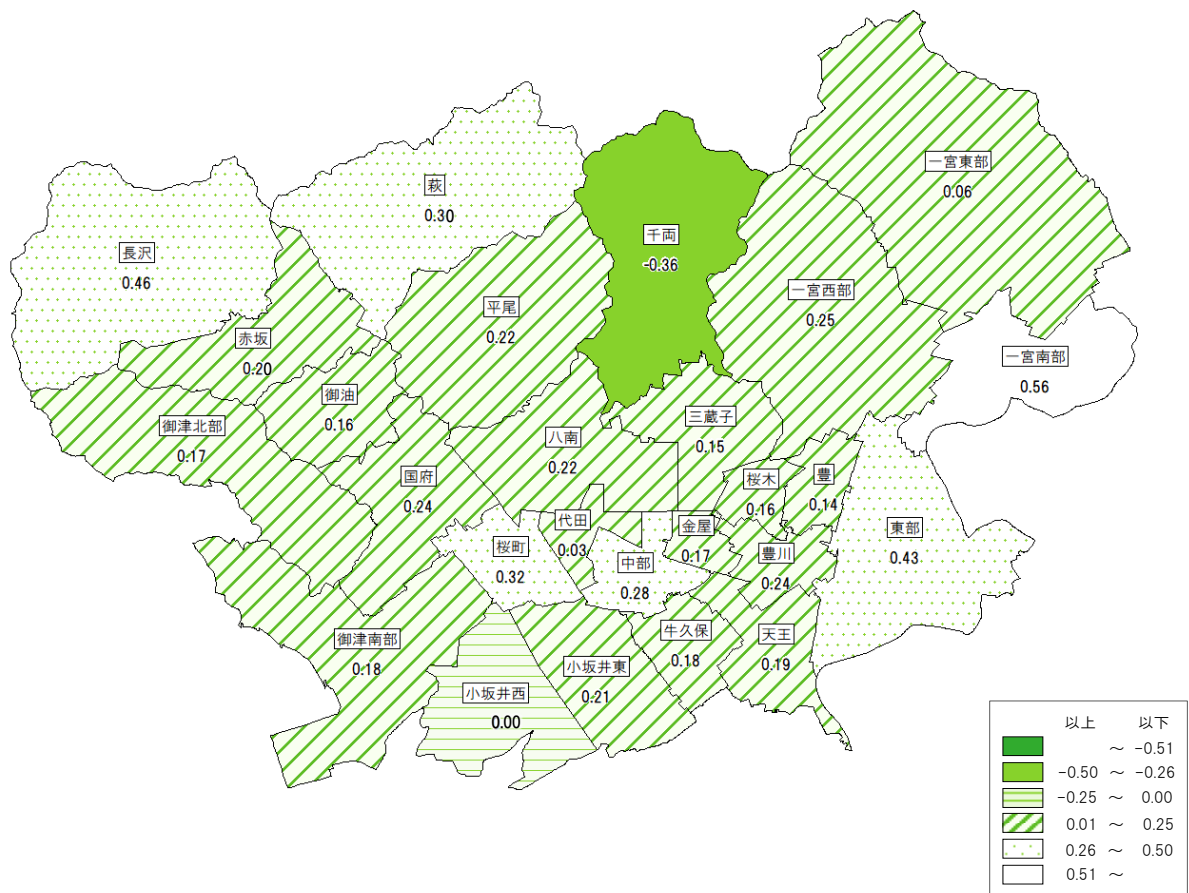 一宮東部
0.06
萩
0.30
千両
-0.36
長沢
0.46
一宮西部
0.25
平尾
0.22
赤坂
0.20
一宮南部
0.56
御油
0.16
三蔵子
0.15
御津北部
0.17
八南
0.22
国府
0.24
桜木
0.16
豊
0.14
代田
0.03
金屋
0.17
東部
0.43
桜町
0.32
中部
0.28
豊川
0.24
御津南部
0.18
牛久保
0.18
天王
0.19
小坂井東
0.21
小坂井西
0.00
以上 以下
～ -0.51
-0.50 ～ -0.26
-0.25 ～ 0.00
0.01 ～ 0.25
0.26 ～ 0.50
0.51 ～